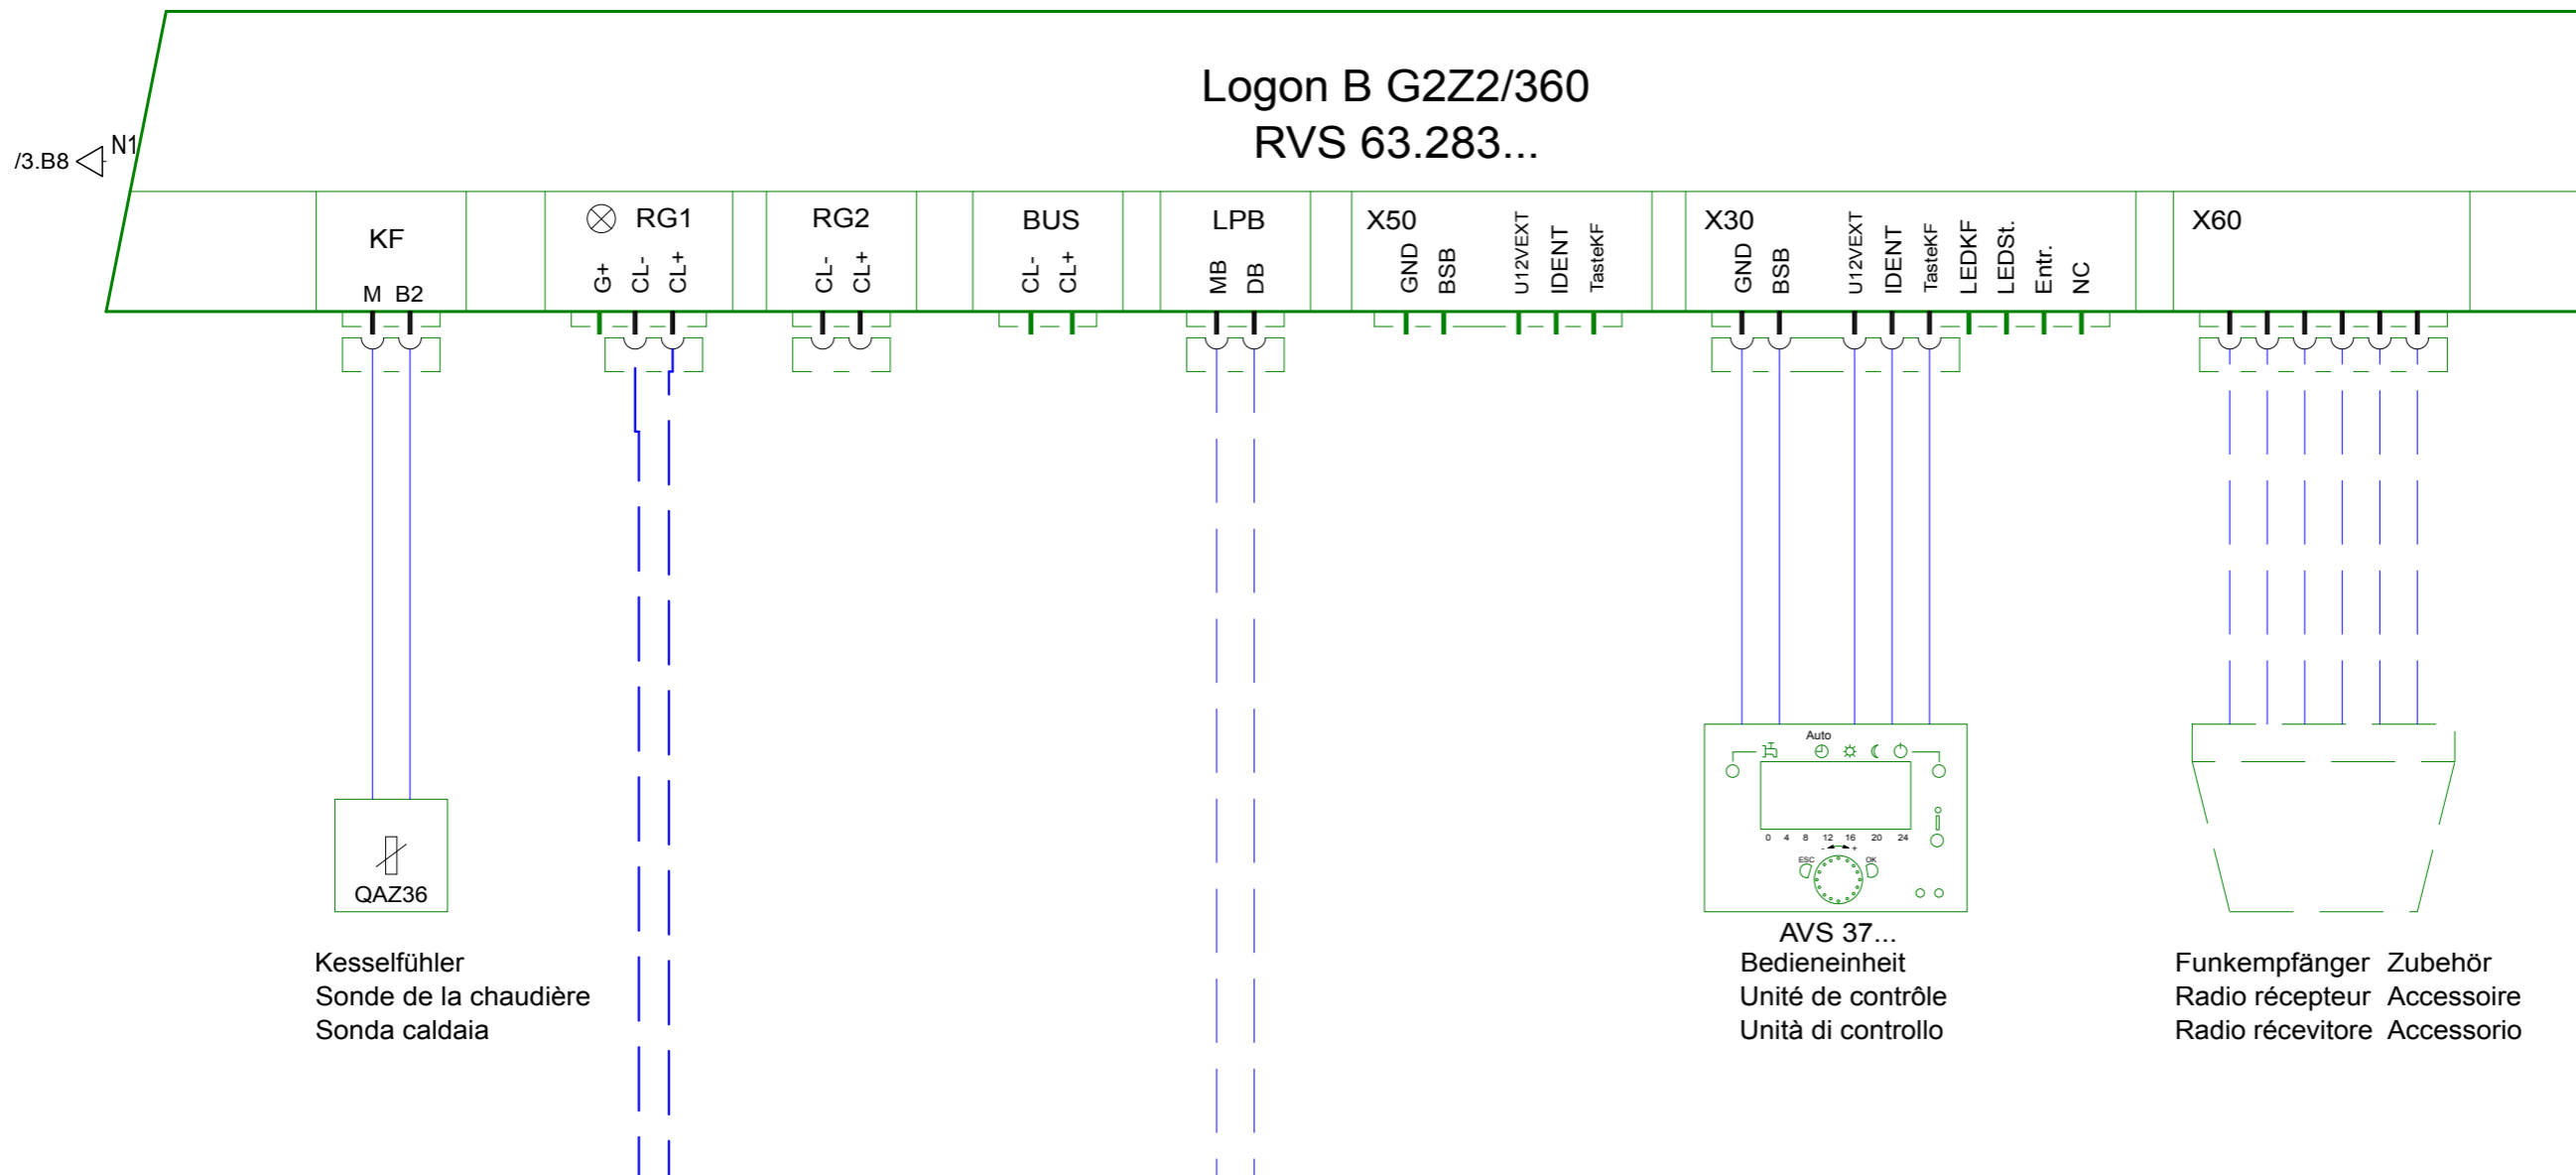 Logon B G2Z2/360
RVS 63.283...
/3.B8
N1
KF
M B2
RG1
G+ CL- CL+
RG2
CL- CL+
BUS
CL- CL+
LPB
MB DB
X50
GND BSB U12VEXT IDENT TasteKF
X30
GND BSB U12VEXT IDENT TasteKF LEDKF LEDSt. Entr. NC
X60
QAZ36
Kesselfühler
Sonde de la chaudière
Sonda caldaia
Auto
0 4 8 12 16 20 24
- +
ESC OK
AVS 37...
Bedieneinheit
Unité de contrôle
Unità di controllo
Funkempfänger Zubehör
Radio récepteur Accessoire
Radio récevitore Accessorio